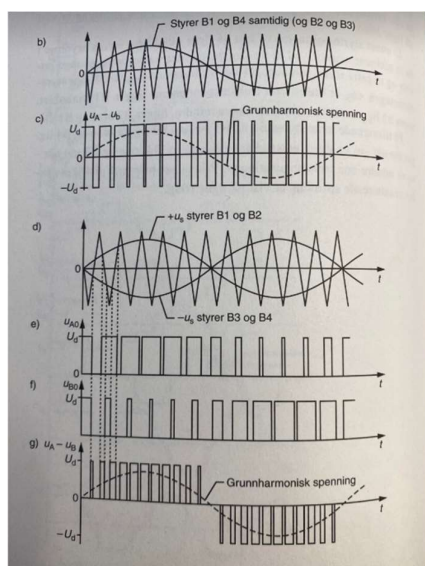 Styrer B1 og B4 samtidig (og B2 og B3)
b)
0
t
c)
uA − ub
Ud
Grunnharmonisk spenning
0
t
−Ud
+us styrer B1 og B2
d)
0
t
−us styrer B3 og B4
e)
uA0
Ud
0
t
f)
uB0
Ud
t
g) uA − uB
Ud
Grunnharmonisk spenning
0
t
−Ud